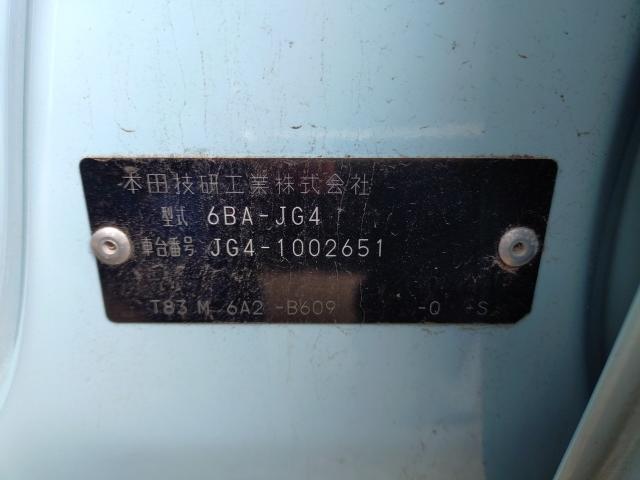 本田技研工業株式会社
型式 6BA-JG4
車台番号 JG4-1002651
T83 M 6A2 -B609 -Q -S